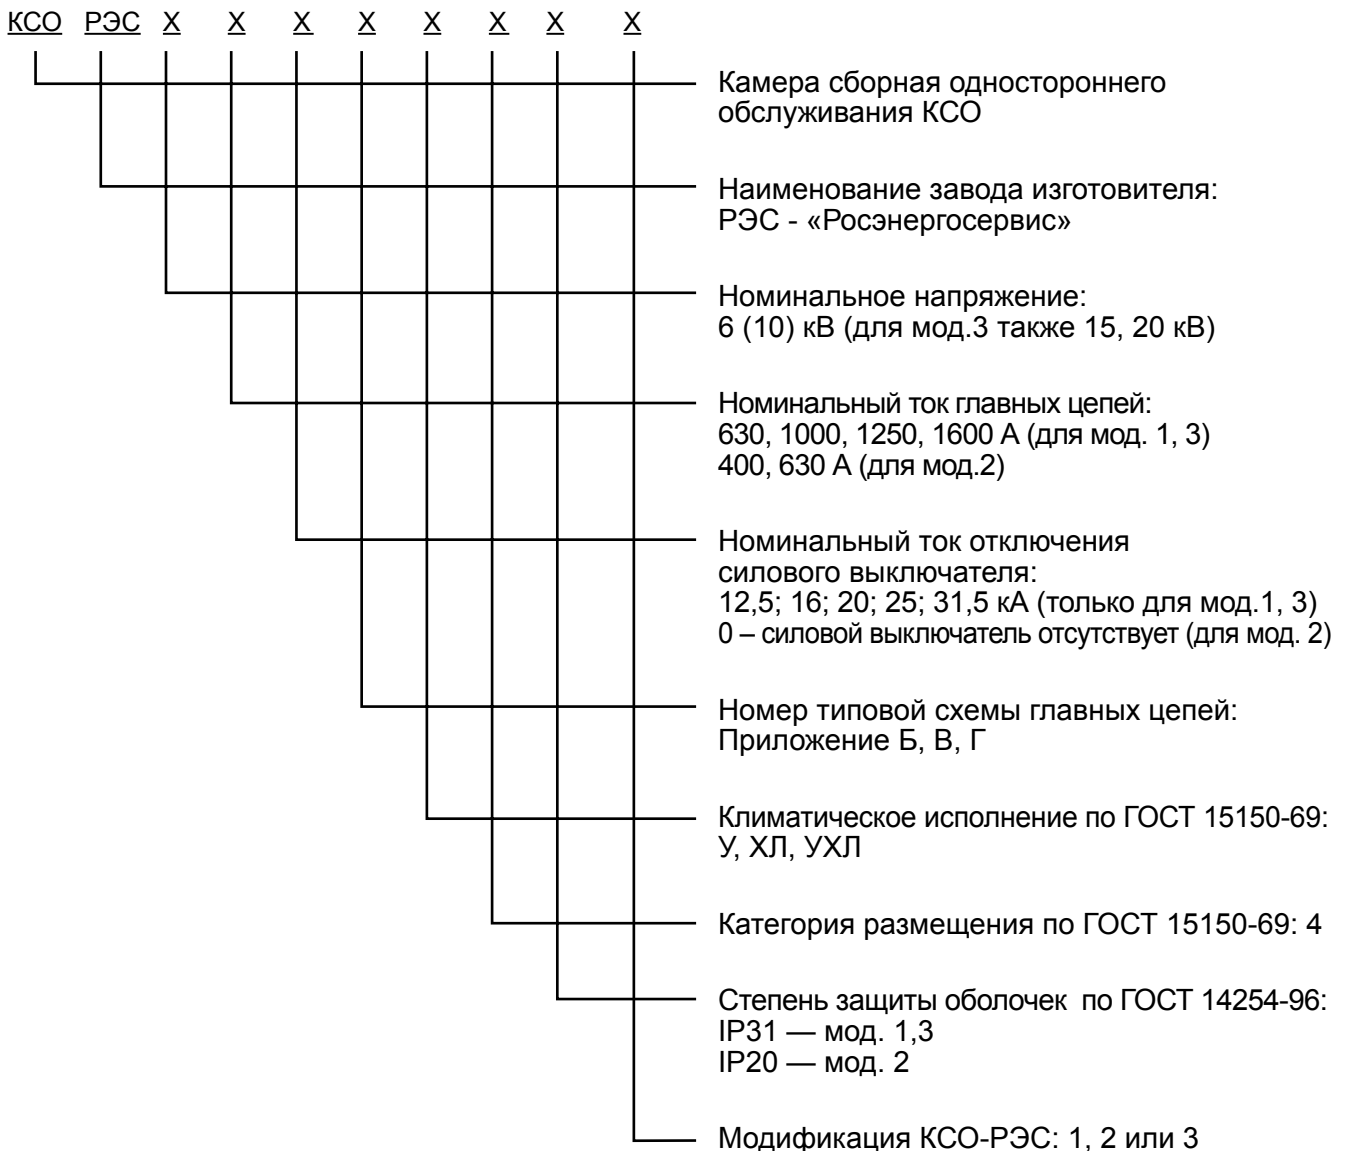 КСО РЭС Х Х Х Х Х Х Х Х
Камера сборная одностороннего
обслуживания КСО
Наименование завода изготовителя:
РЭС - «Росэнергосервис»
Номинальное напряжение:
6 (10) кВ (для мод.3 также 15, 20 кВ)
Номинальный ток главных цепей:
630, 1000, 1250, 1600 А (для мод. 1, 3)
400, 630 А (для мод.2)
Номинальный ток отключения
силового выключателя:
12,5; 16; 20; 25; 31,5 кА (только для мод.1, 3)
0 – силовой выключатель отсутствует (для мод. 2)
Номер типовой схемы главных цепей:
Приложение Б, В, Г
Климатическое исполнение по ГОСТ 15150-69:
У, ХЛ, УХЛ
Категория размещения по ГОСТ 15150-69: 4
Степень защиты оболочек по ГОСТ 14254-96:
IP31 — мод. 1,3
IP20 — мод. 2
Модификация КСО-РЭС: 1, 2 или 3